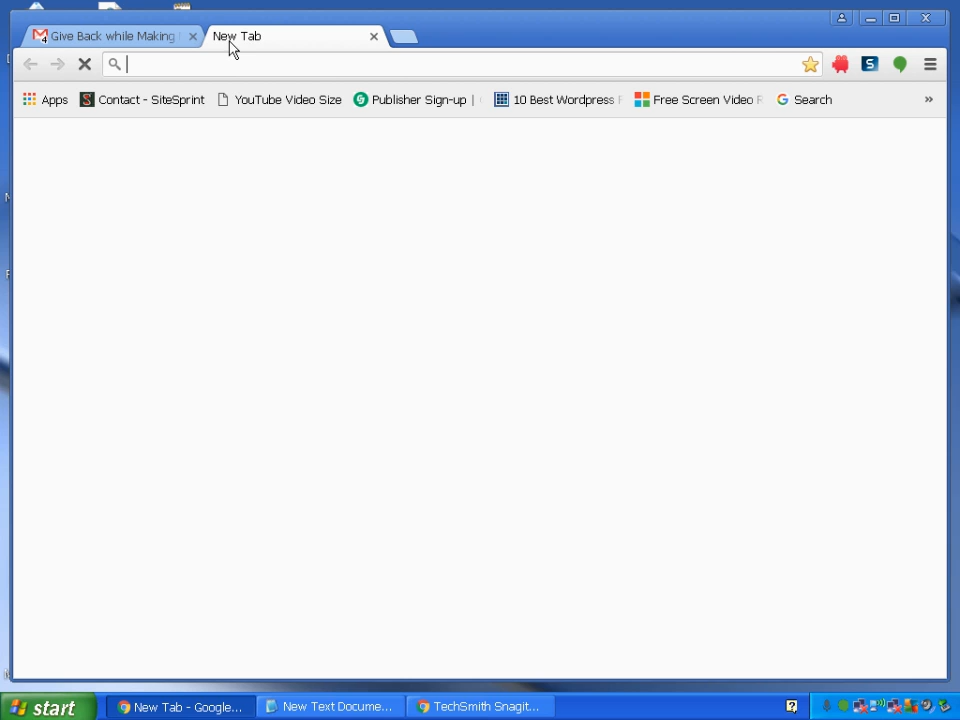 Give Back while Making
New Tab
Apps
Contact - SiteSprint
YouTube Video Size
Publisher Sign-up |
10 Best Wordpress
Free Screen Video
Search
»
start
New Tab - Google...
New Text Docume...
TechSmith Snagit...